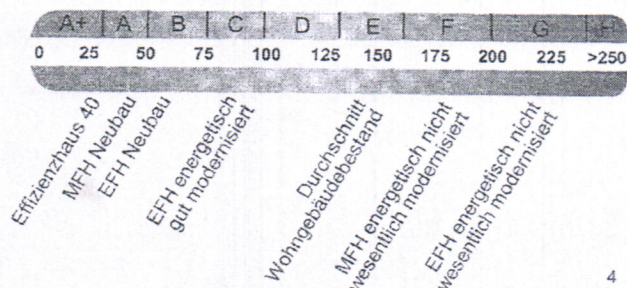 A+ A B C D E F G H
0 25 50 75 100 125 150 175 200 225 >250
Effizienzhaus 40
MFH Neubau
EFH Neubau
EFH energetisch
gut modernisiert
Durchschnitt
Wohngebäudebestand
MFH energetisch nicht
wesentlich modernisiert
EFH energetisch nicht
wesentlich modernisiert
4